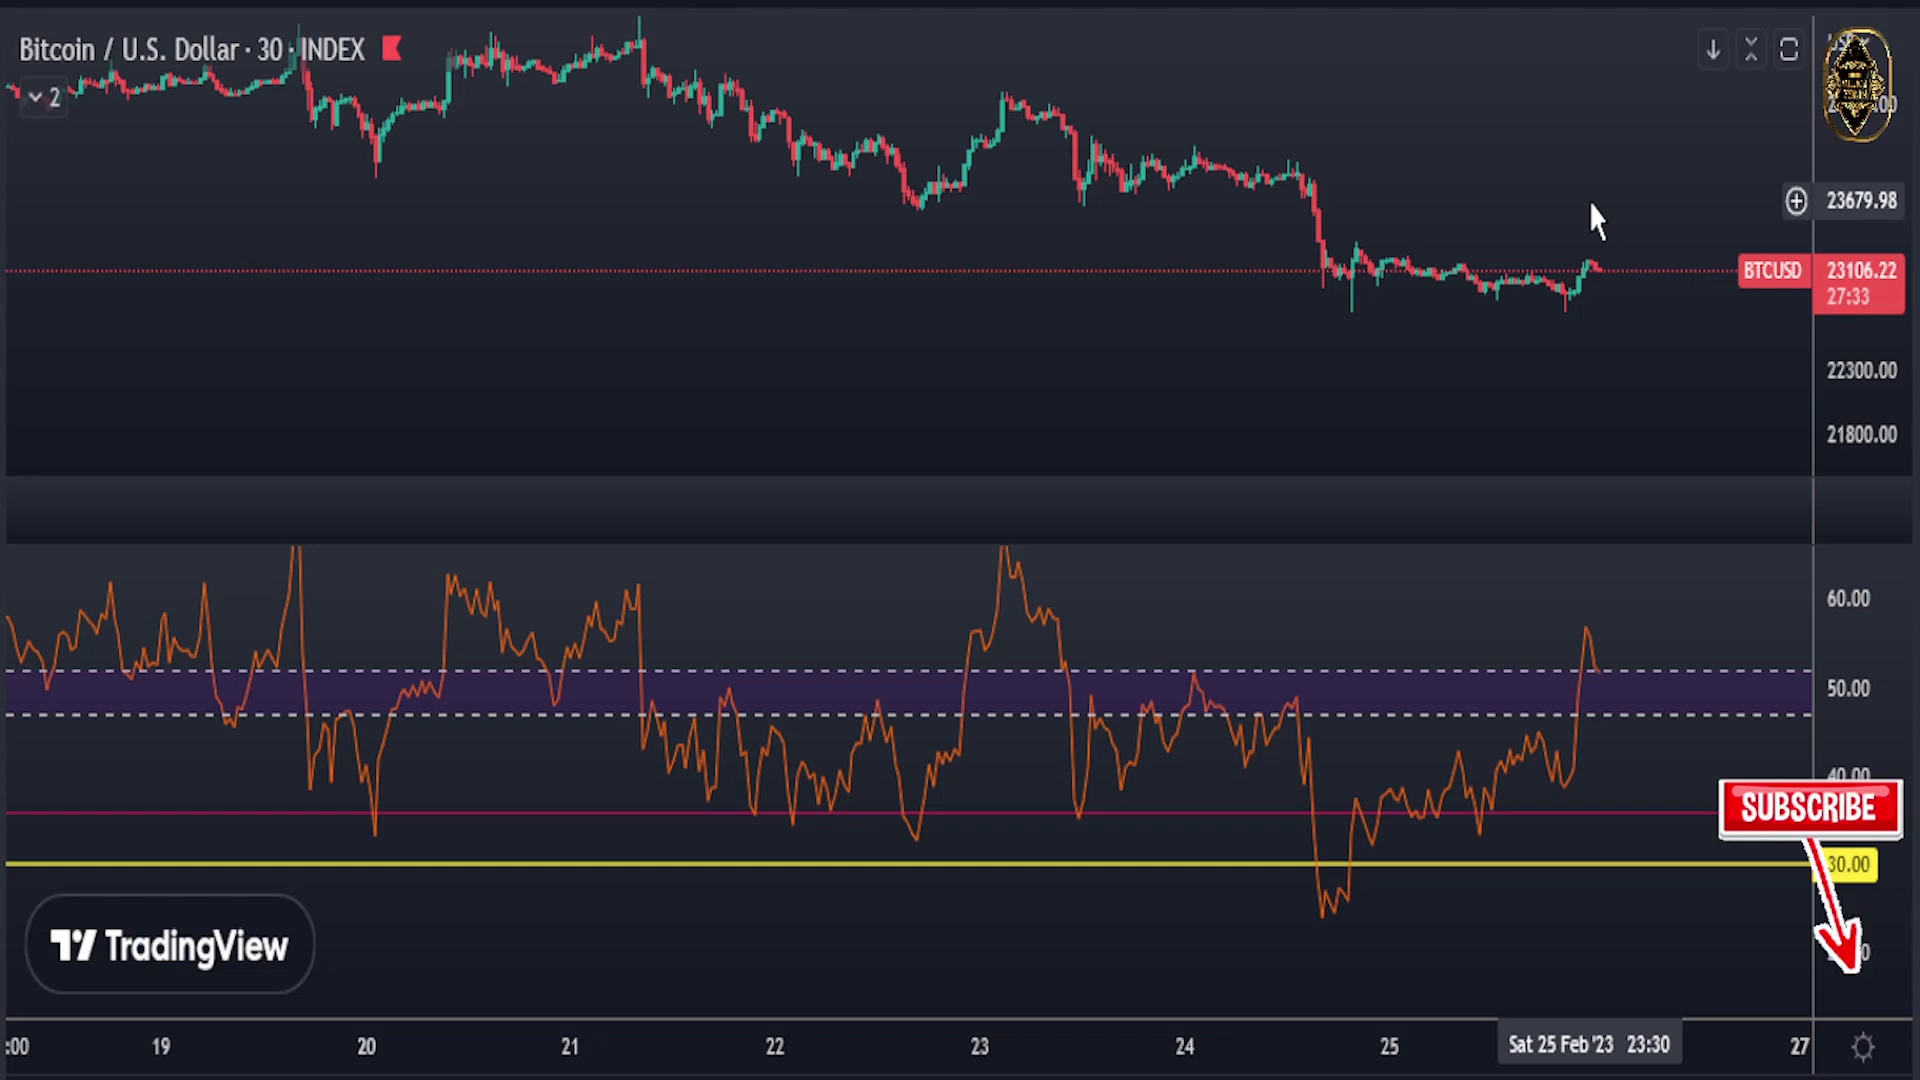 Bitcoin / U.S. Dollar · 30 · INDEX
2
23679.98
BTCUSD 23106.22
27:33
22300.00
21800.00
60.00
50.00
40.00
SUBSCRIBE
30.00
TradingView
:00 19 20 21 22 23 24 25 Sat 25 Feb '23 23:30 27